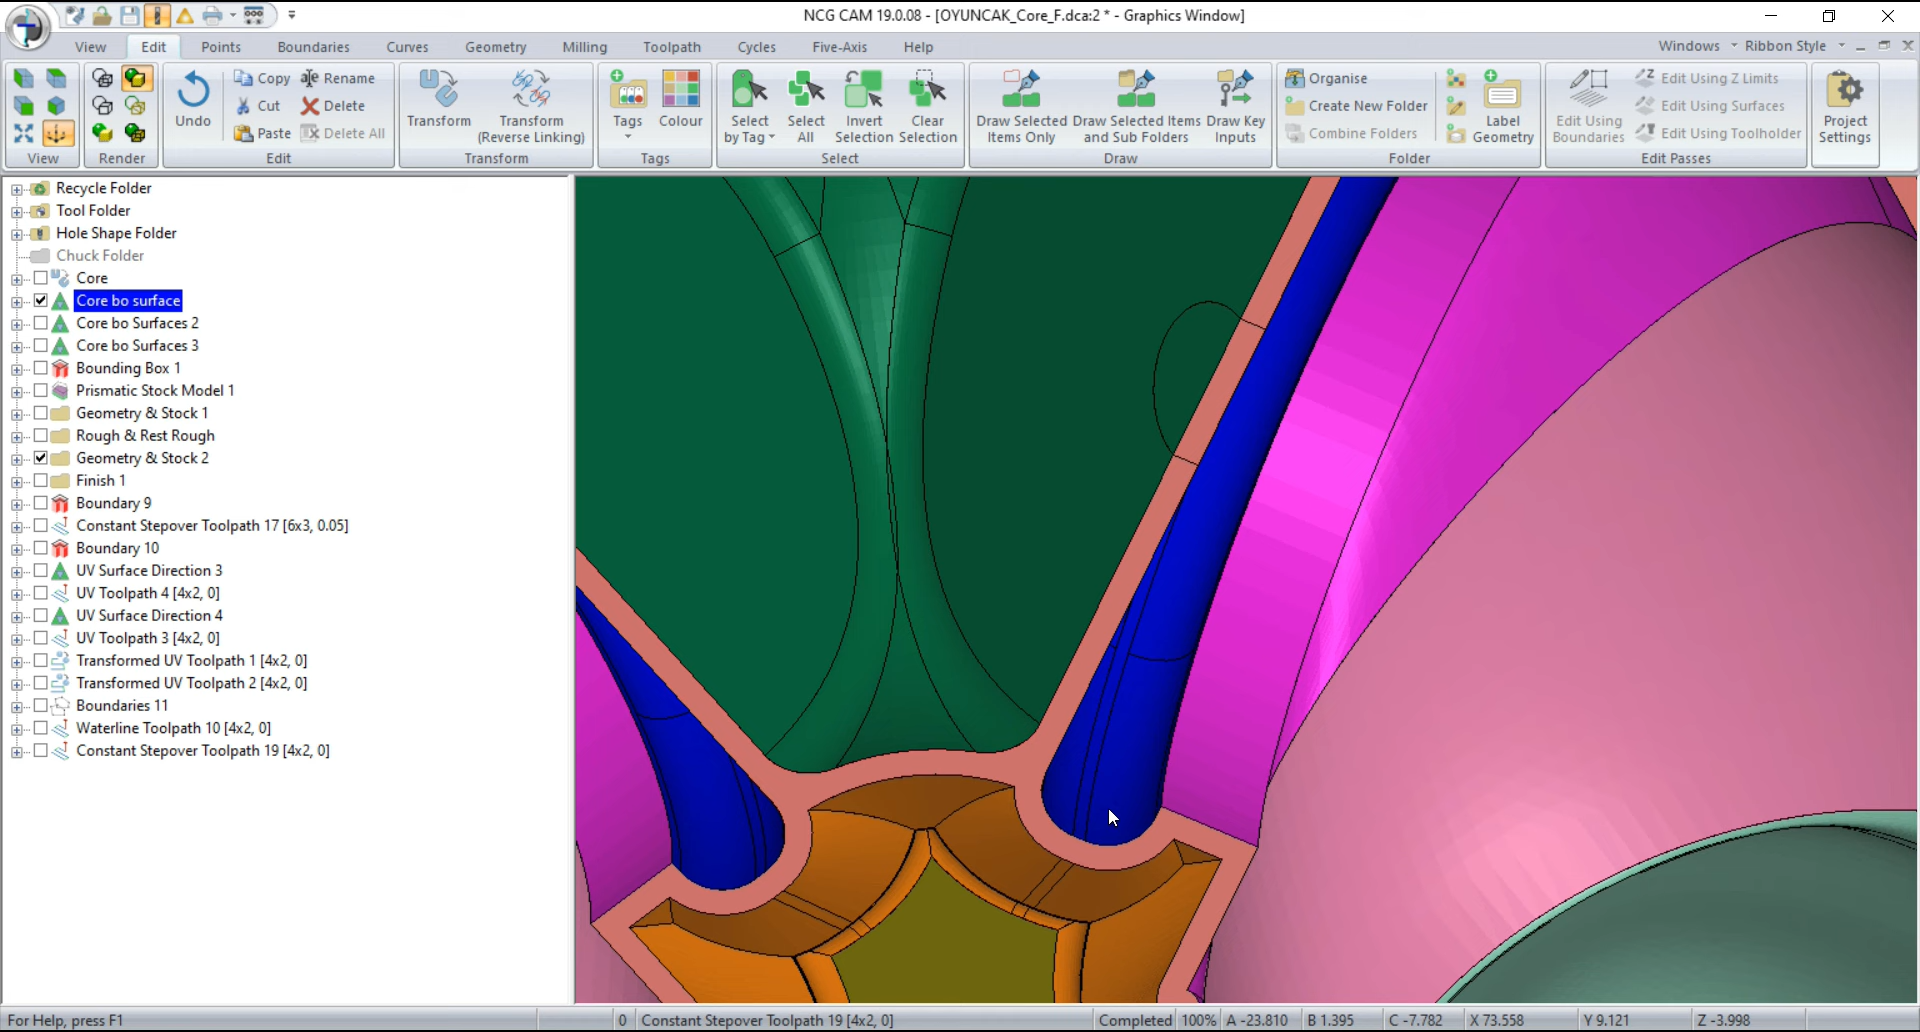 NCG CAM 19.0.08 - [OYUNCAK_Core_F.dca:2 * - Graphics Window]
View Edit Points Boundaries Curves Geometry Milling Toolpath Cycles Five-Axis Help Windows Ribbon Style
Copy Rename Organise Edit Using Z Limits
Undo Cut Delete Create New Folder Edit Using Surfaces
Paste Delete All Combine Folders Edit Using Toolholder
Transform Transform (Reverse Linking) Tags Colour Select by Tag Select All Invert Selection Clear Selection Draw Selected Items Only Draw Selected Items and Sub Folders Draw Key Inputs Label Geometry Edit Using Boundaries Project Settings
View Render Edit Transform Tags Select Draw Folder Edit Passes
Recycle Folder
Tool Folder
Hole Shape Folder
Chuck Folder
Core
Core bo surface
Core bo Surfaces 2
Core bo Surfaces 3
Bounding Box 1
Prismatic Stock Model 1
Geometry & Stock 1
Rough & Rest Rough
Geometry & Stock 2
Finish 1
Boundary 9
Constant Stepover Toolpath 17 [6x3, 0.05]
Boundary 10
UV Surface Direction 3
UV Toolpath 4 [4x2, 0]
UV Surface Direction 4
UV Toolpath 3 [4x2, 0]
Transformed UV Toolpath 1 [4x2, 0]
Transformed UV Toolpath 2 [4x2, 0]
Boundaries 11
Waterline Toolpath 10 [4x2, 0]
Constant Stepover Toolpath 19 [4x2, 0]
For Help, press F1 0 Constant Stepover Toolpath 19 [4x2, 0] Completed 100% A -23.810 B 1.395 C -7.782 X 73.558 Y 9.121 Z -3.998